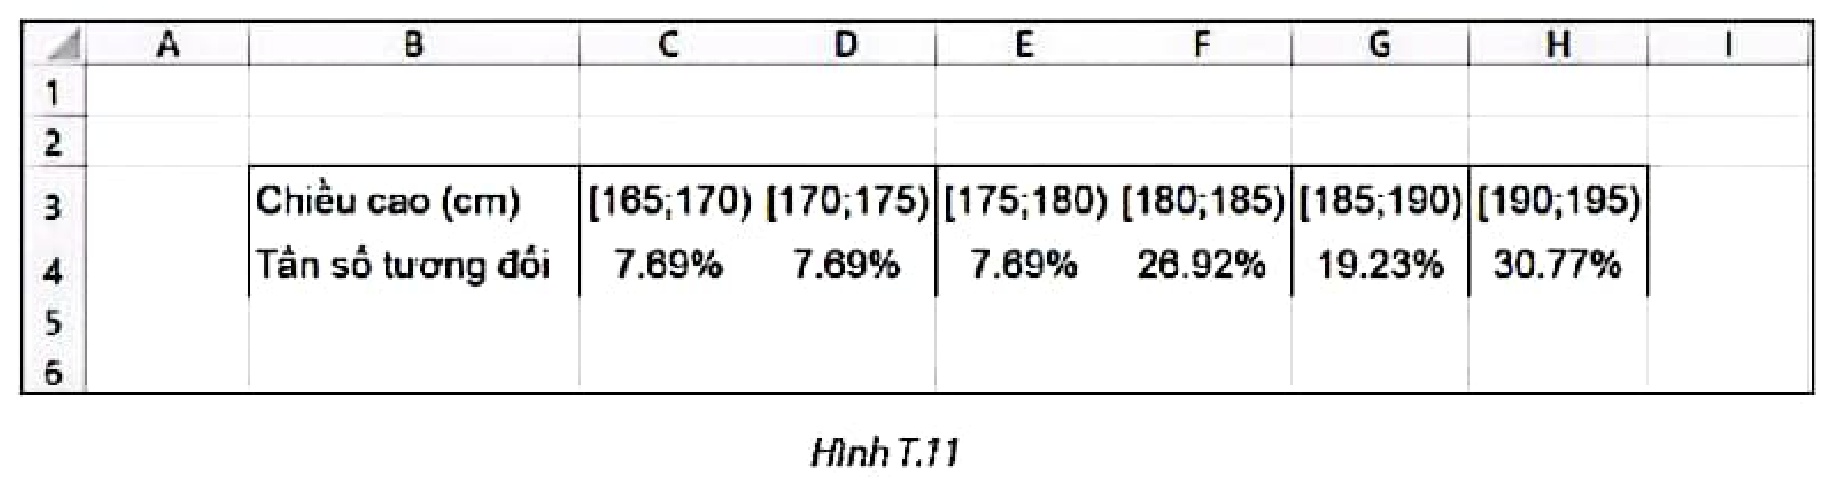 A B C D E F G H I
1
2
3 Chiều cao (cm) [165;170) [170;175) [175;180) [180;185) [185;190) [190;195)
4 Tần số tương đối 7.69% 7.69% 7.69% 26.92% 19.23% 30.77%
5
6
Hình T.11